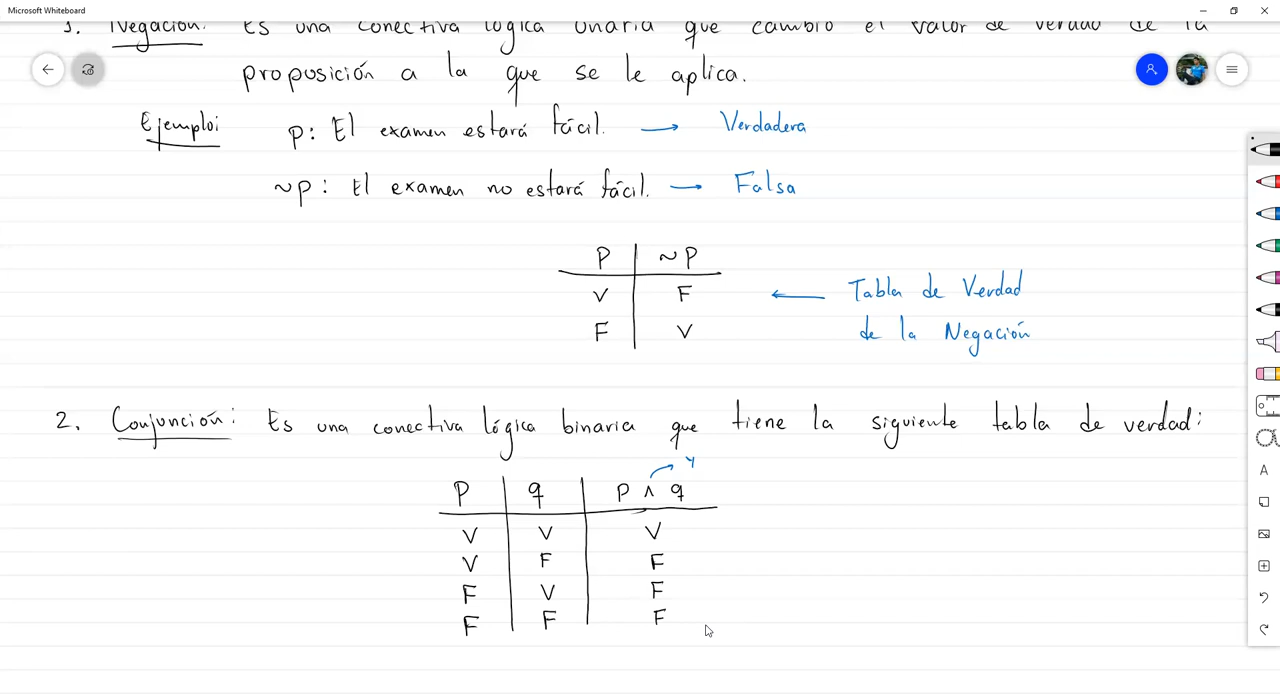 Microsoft Whiteboard
1. Negación: Es una conectiva lógica unaria que cambio el valor de verdad de la
proposición a la que se le aplica.
Ejemplo: p: El examen estará fácil. → Verdadera
~p: El examen no estará fácil. → Falsa
P ~P
V F
F V
← Tabla de Verdad
de la Negación
2. Conjunción: Es una conectiva lógica binaria que tiene la siguiente tabla de verdad:
y
P q p ∧ q
V V V
V F F
F V F
F F F
A